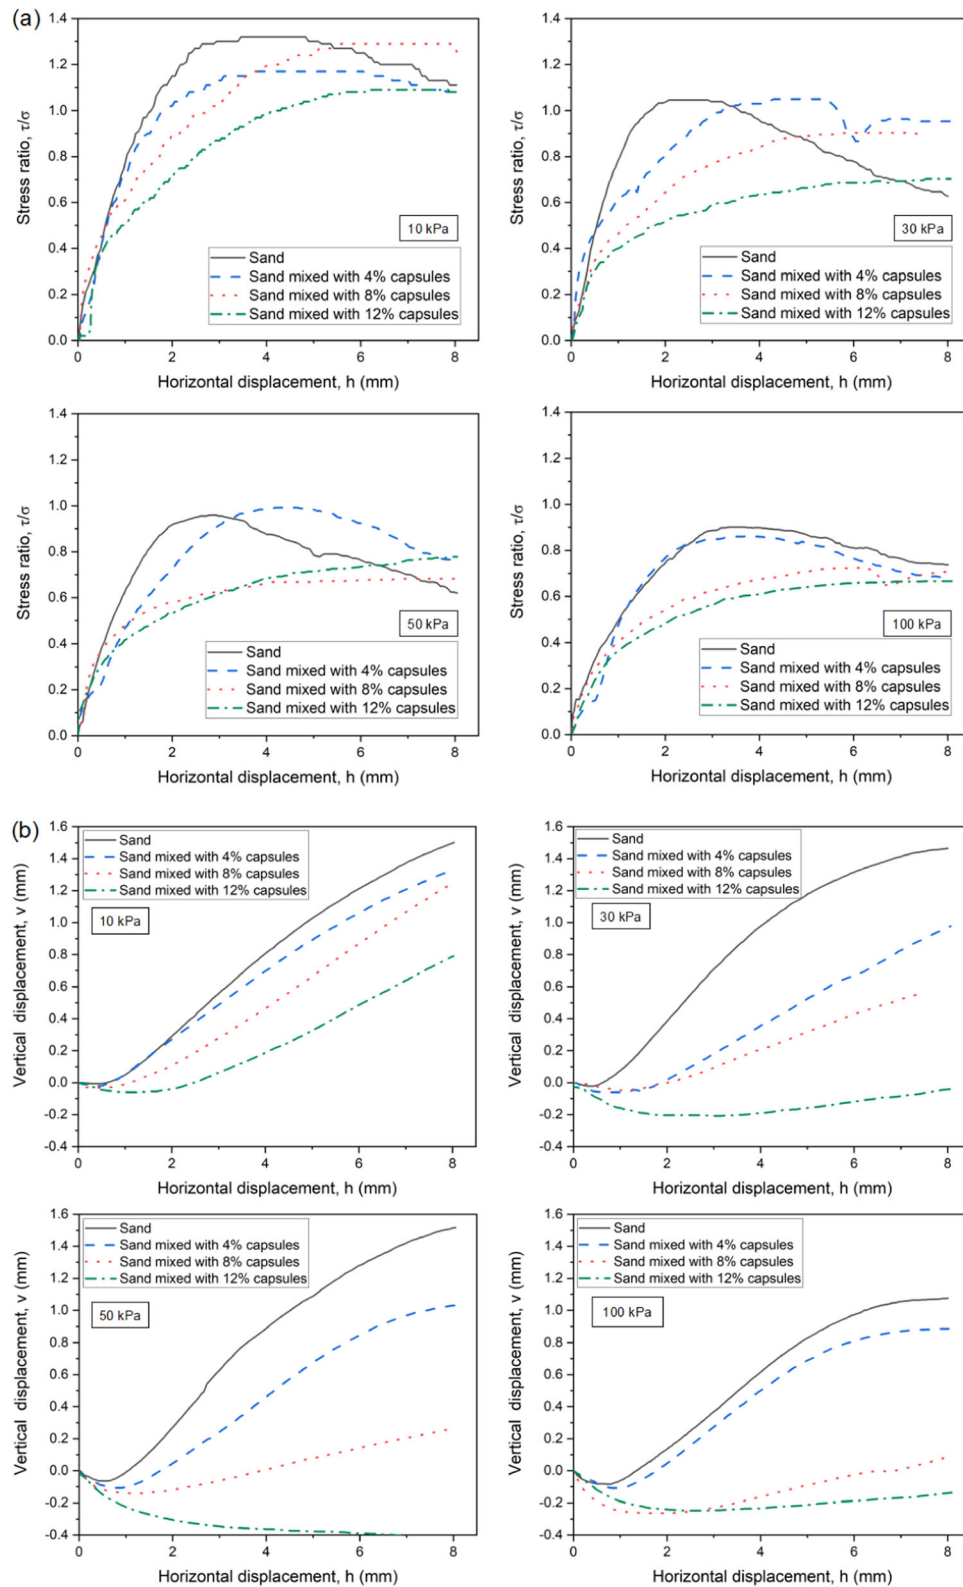 (a)
1.4
1.2
1.0
0.8
0.6
0.4
0.2
0.0
Stress ratio, τ/σ
10 kPa
Sand
Sand mixed with 4% capsules
Sand mixed with 8% capsules
Sand mixed with 12% capsules
0 2 4 6 8
Horizontal displacement, h (mm)
1.4
1.2
1.0
0.8
0.6
0.4
0.2
0.0
Stress ratio, τ/σ
30 kPa
Sand
Sand mixed with 4% capsules
Sand mixed with 8% capsules
Sand mixed with 12% capsules
0 2 4 6 8
Horizontal displacement, h (mm)
1.4
1.2
1.0
0.8
0.6
0.4
0.2
0.0
Stress ratio, τ/σ
50 kPa
Sand
Sand mixed with 4% capsules
Sand mixed with 8% capsules
Sand mixed with 12% capsules
0 2 4 6 8
Horizontal displacement, h (mm)
1.4
1.2
1.0
0.8
0.6
0.4
0.2
0.0
Stress ratio, τ/σ
100 kPa
Sand
Sand mixed with 4% capsules
Sand mixed with 8% capsules
Sand mixed with 12% capsules
0 2 4 6 8
Horizontal displacement, h (mm)
(b)
1.6
1.4
1.2
1.0
0.8
0.6
0.4
0.2
0.0
-0.2
-0.4
Vertical displacement, v (mm)
Sand
Sand mixed with 4% capsules
Sand mixed with 8% capsules
Sand mixed with 12% capsules
10 kPa
0 2 4 6 8
Horizontal displacement, h (mm)
1.6
1.4
1.2
1.0
0.8
0.6
0.4
0.2
0.0
-0.2
-0.4
Vertical displacement, v (mm)
Sand
Sand mixed with 4% capsules
Sand mixed with 8% capsules
Sand mixed with 12% capsules
30 kPa
0 2 4 6 8
Horizontal displacement, h (mm)
1.6
1.4
1.2
1.0
0.8
0.6
0.4
0.2
0.0
-0.2
-0.4
Vertical displacement, v (mm)
Sand
Sand mixed with 4% capsules
Sand mixed with 8% capsules
Sand mixed with 12% capsules
50 kPa
0 2 4 6 8
Horizontal displacement, h (mm)
1.6
1.4
1.2
1.0
0.8
0.6
0.4
0.2
0.0
-0.2
-0.4
Vertical displacement, v (mm)
Sand
Sand mixed with 4% capsules
Sand mixed with 8% capsules
Sand mixed with 12% capsules
100 kPa
0 2 4 6 8
Horizontal displacement, h (mm)